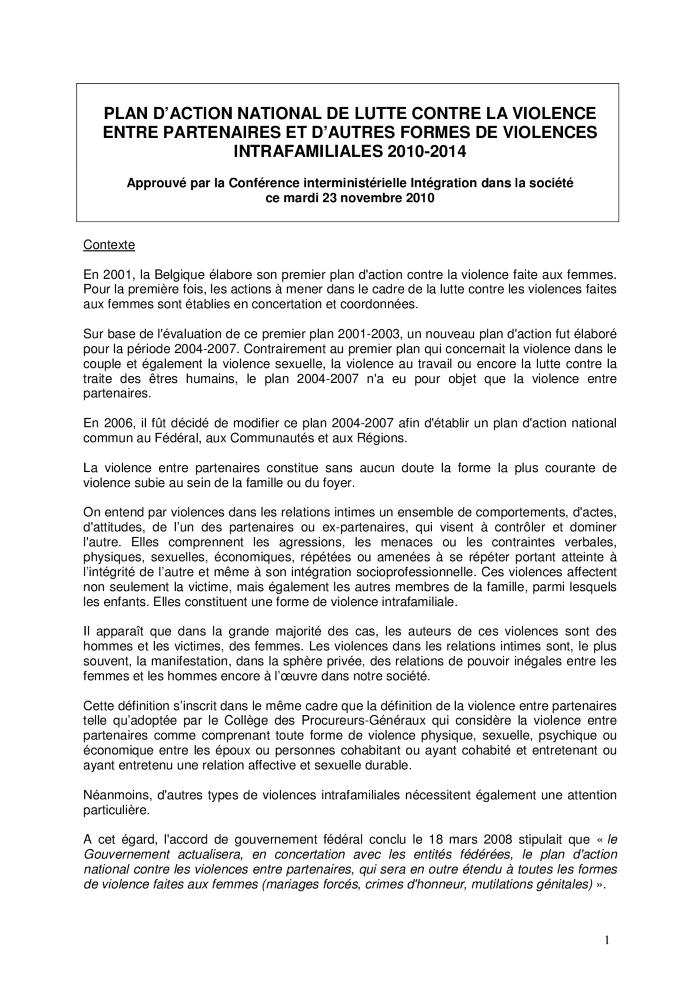 PLAN D'ACTION NATIONAL DE LUTTE CONTRE LA VIOLENCE
ENTRE PARTENAIRES ET D'AUTRES FORMES DE VIOLENCES
INTRAFAMILIALES 2010-2014
Approuvé par la Conférence interministérielle Intégration dans la société
ce mardi 23 novembre 2010
Contexte
En 2001, la Belgique élabore son premier plan d'action contre la violence faite aux femmes.
Pour la première fois, les actions à mener dans le cadre de la lutte contre les violences faites
aux femmes sont établies en concertation et coordonnées.
Sur base de l'évaluation de ce premier plan 2001-2003, un nouveau plan d'action fut élaboré
pour la période 2004-2007. Contrairement au premier plan qui concernait la violence dans le
couple et également la violence sexuelle, la violence au travail ou encore la lutte contre la
traite des êtres humains, le plan 2004-2007 n'a eu pour objet que la violence entre
partenaires.
En 2006, il fût décidé de modifier ce plan 2004-2007 afin d'établir un plan d'action national
commun au Fédéral, aux Communautés et aux Régions.
La violence entre partenaires constitue sans aucun doute la forme la plus courante de
violence subie au sein de la famille ou du foyer.
On entend par violences dans les relations intimes un ensemble de comportements, d'actes,
d'attitudes, de l'un des partenaires ou ex-partenaires, qui visent à contrôler et dominer
l'autre. Elles comprennent les agressions, les menaces ou les contraintes verbales,
physiques, sexuelles, économiques, répétées ou amenées à se répéter portant atteinte à
l'intégrité de l'autre et même à son intégration socioprofessionnelle. Ces violences affectent
non seulement la victime, mais également les autres membres de la famille, parmi lesquels
les enfants. Elles constituent une forme de violence intrafamiliale.
Il apparaît que dans la grande majorité des cas, les auteurs de ces violences sont des
hommes et les victimes, des femmes. Les violences dans les relations intimes sont, le plus
souvent, la manifestation, dans la sphère privée, des relations de pouvoir inégales entre les
femmes et les hommes encore à l'œuvre dans notre société.
Cette définition s'inscrit dans le même cadre que la définition de la violence entre partenaires
telle qu'adoptée par le Collège des Procureurs-Généraux qui considère la violence entre
partenaires comme comprenant toute forme de violence physique, sexuelle, psychique ou
économique entre les époux ou personnes cohabitant ou ayant cohabité et entretenant ou
ayant entretenu une relation affective et sexuelle durable.
Néanmoins, d'autres types de violences intrafamiliales nécessitent également une attention
particulière.
A cet égard, l'accord de gouvernement fédéral conclu le 18 mars 2008 stipulait que « le
Gouvernement actualisera, en concertation avec les entités fédérées, le plan d'action
national contre les violences entre partenaires, qui sera en outre étendu à toutes les formes
de violence faites aux femmes (mariages forcés, crimes d'honneur, mutilations génitales) ».
1